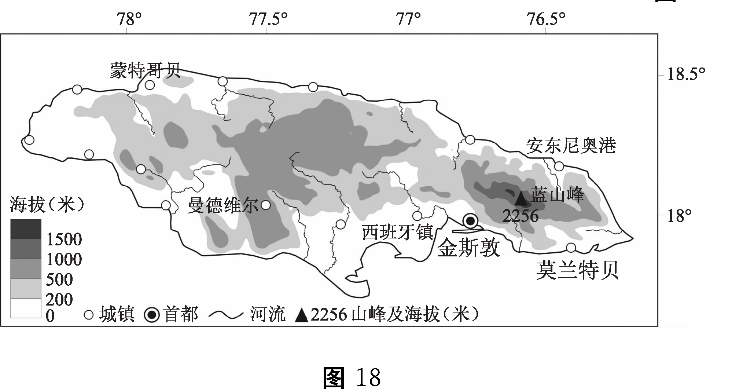 78° 77.5° 77° 76.5°
蒙特哥贝
18.5°
安东尼奥港
海拔(米)
曼德维尔
蓝山峰
2256
18°
西班牙镇
金斯敦
莫兰特贝
1500
1000
500
200
0
城镇 首都 河流 ▲2256 山峰及海拔(米)
图 18